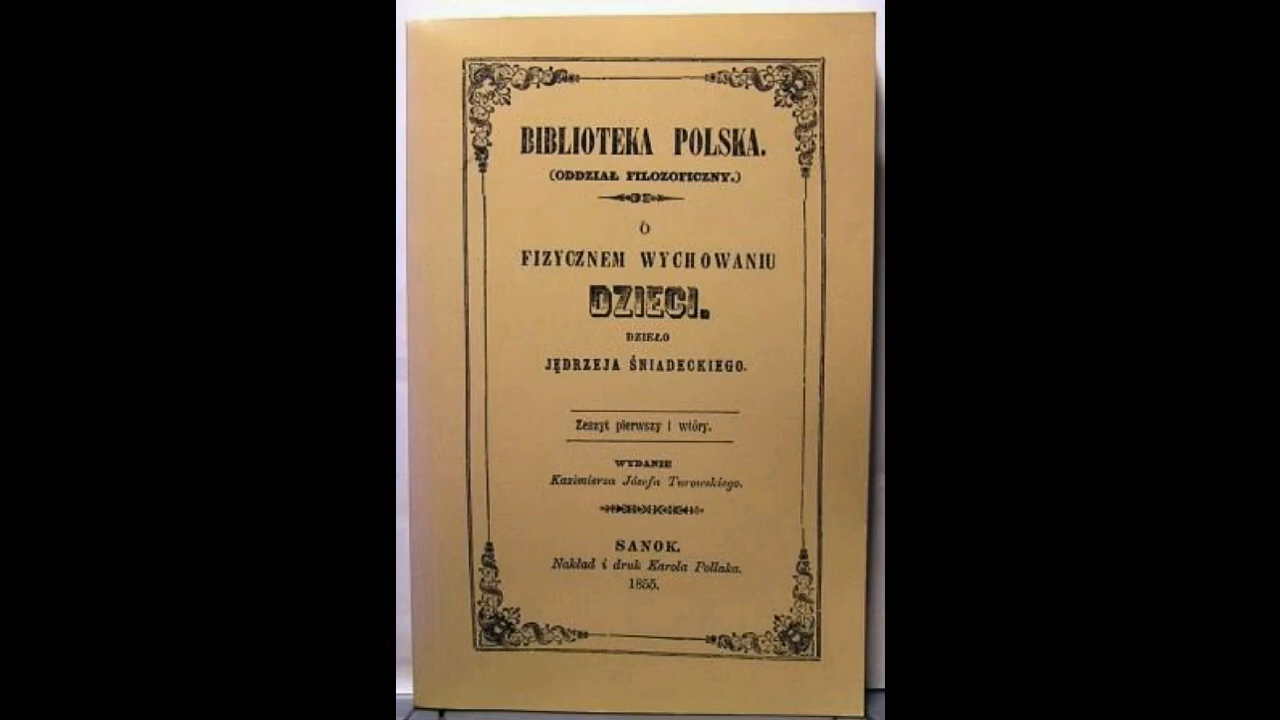 BIBLIOTEKA POLSKA.
(ODDZIAŁ FILOZOFICZNY.)
O
FIZYCZNEM WYCHOWANIU
DZIECI.
DZIEŁO
JĘDRZEJA ŚNIADECKIEGO.
Zeszyt pierwszy i wtóry.
WYDANIE
Kazimierza Józefa Turowskiego.
SANOK.
Nakład i druk Karola Pollaka.
1855.